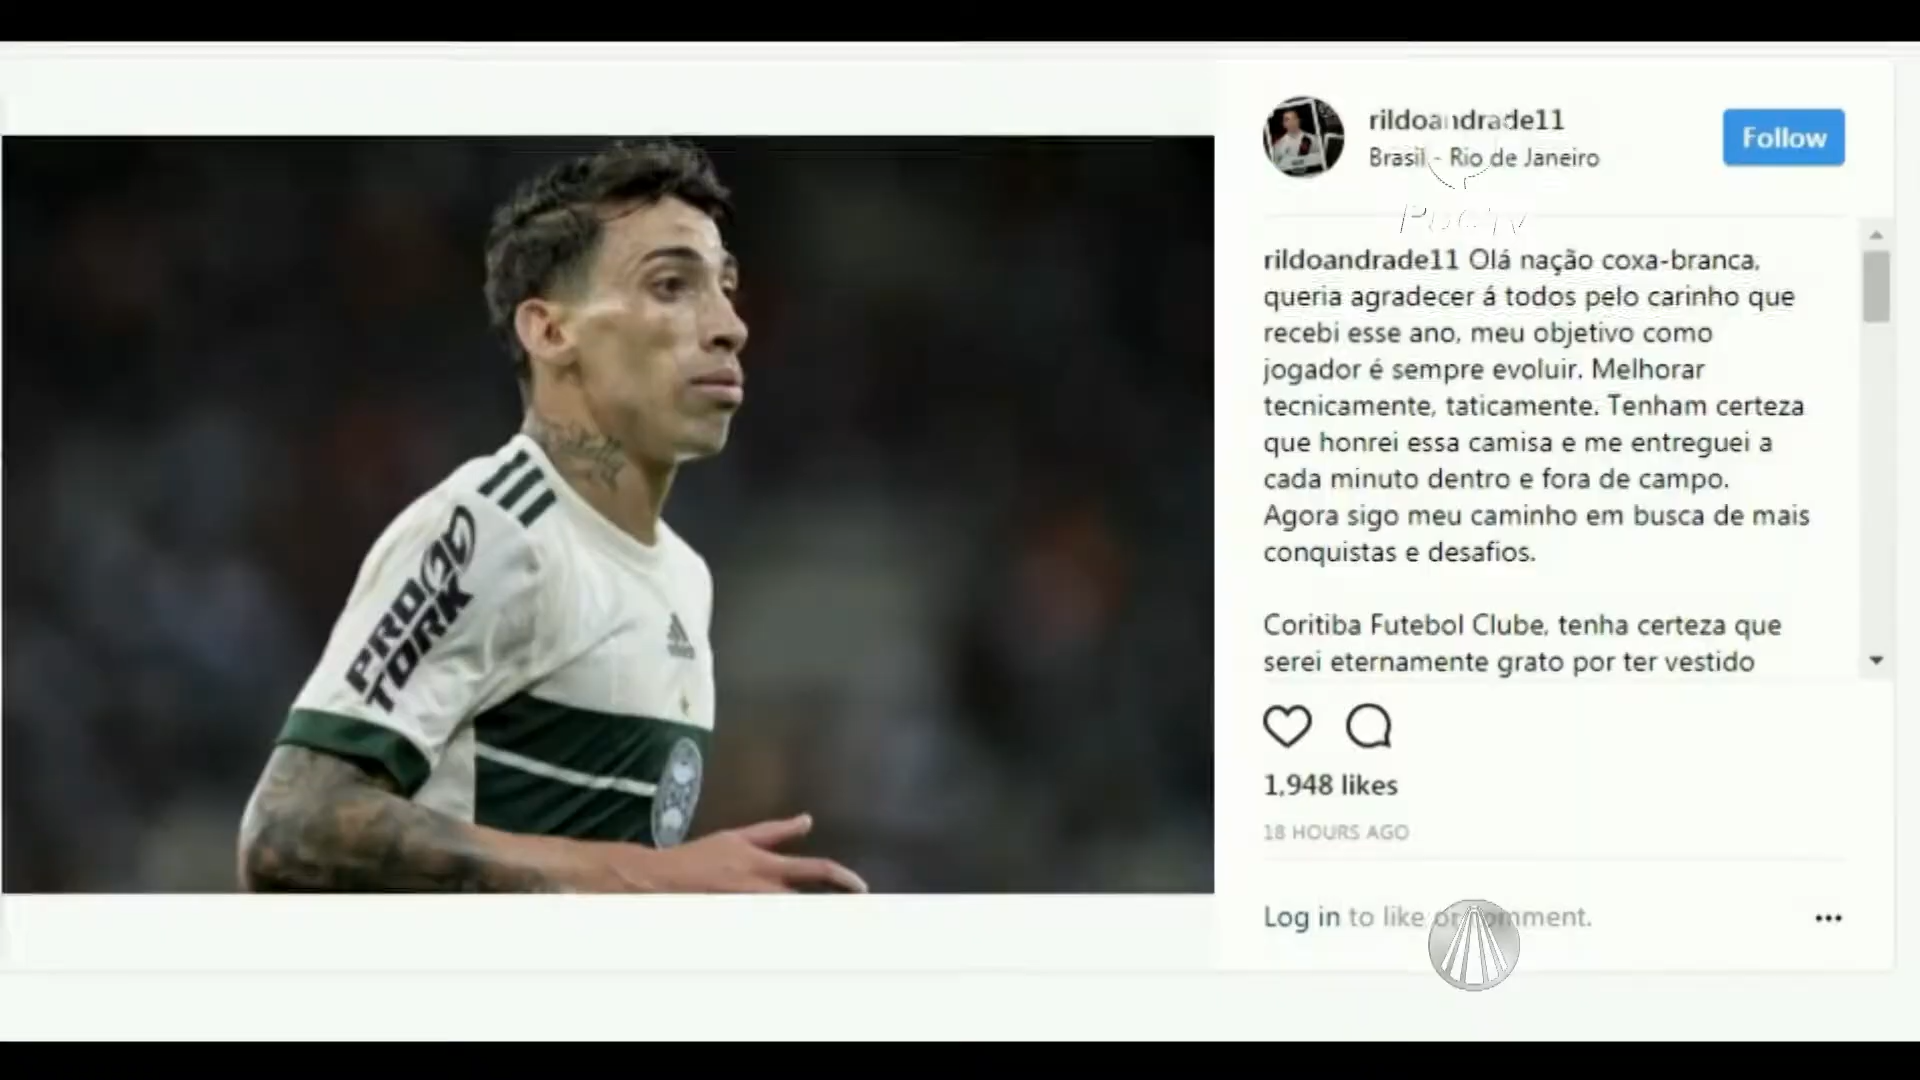 rildoandrade11
Brasil - Rio de Janeiro
Follow
rildoandrade11 Olá nação coxa-branca,
queria agradecer á todos pelo carinho que
recebi esse ano, meu objetivo como
jogador é sempre evoluir. Melhorar
tecnicamente, taticamente. Tenham certeza
que honrei essa camisa e me entreguei a
cada minuto dentro e fora de campo.
Agora sigo meu caminho em busca de mais
conquistas e desafios.
Coritiba Futebol Clube, tenha certeza que
serei eternamente grato por ter vestido
1,948 likes
18 HOURS AGO
Log in to like or comment.
PRO
TORK